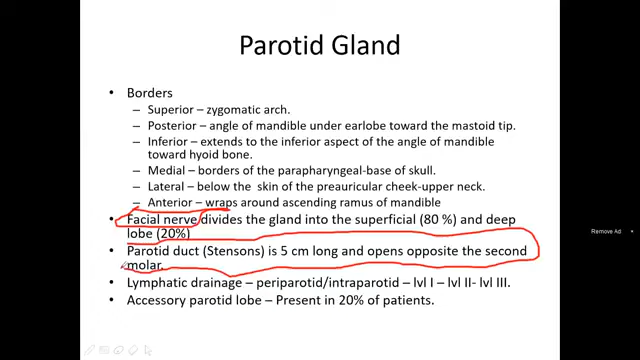 Parotid Gland
• Borders
– Superior – zygomatic arch.
– Posterior – angle of mandible under earlobe toward the mastoid tip.
– Inferior – extends to the inferior aspect of the angle of mandible
toward hyoid bone.
– Medial – borders of the parapharyngeal-base of skull.
– Lateral – below the skin of the preauricular cheek-upper neck.
– Anterior – wraps around ascending ramus of mandible
• Facial nerve divides the gland into the superficial (80 %) and deep
lobe (20%)
• Parotid duct (Stensons) is 5 cm long and opens opposite the second
molar.
• Lymphatic drainage – periparotid/intraparotid – lvl I – lvl II- lvl III.
• Accessory parotid lobe – Present in 20% of patients.
Remove Ad